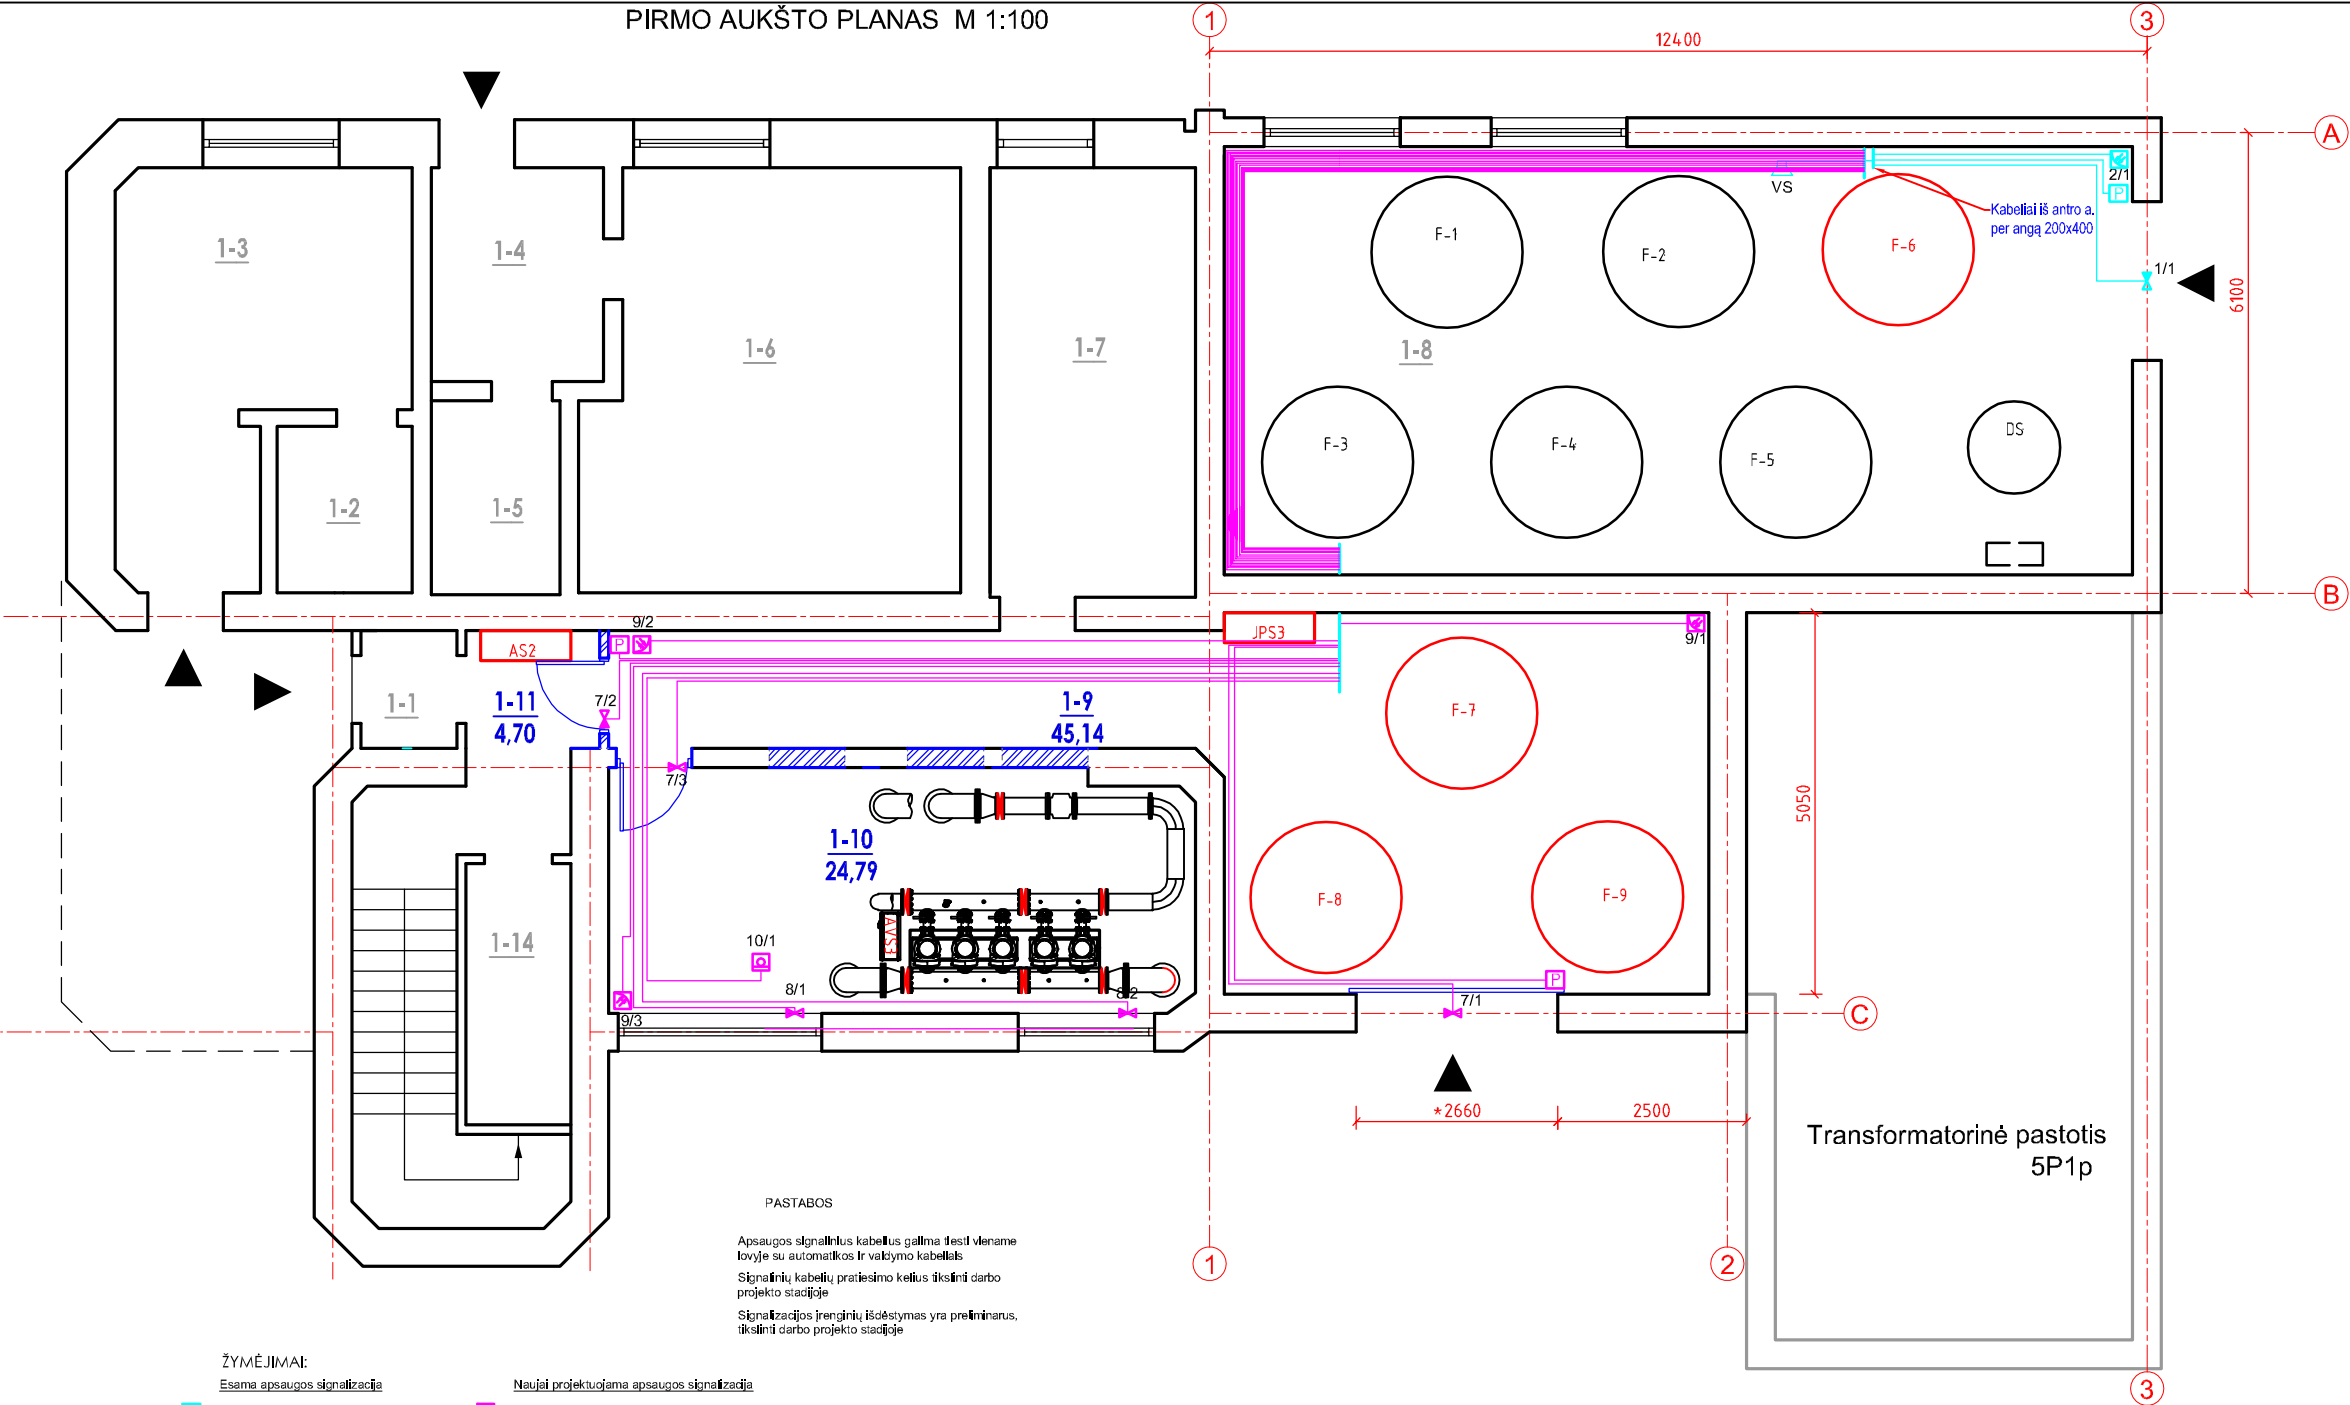 PIRMO AUKŠTO PLANAS M 1:100
1
3
12400
A
VS
2/1
P
Kabeliai iš antro a.
per angą 200x400
1/1
6100
1-3
1-4
1-6
1-7
1-8
F-1
F-2
F-6
F-3
F-4
F-5
DS
1-2
1-5
B
9/2
P
AS2
JPS3
9/1
1-1
1-11
4,70
7/2
1-9
45,14
F-7
7/3
5050
1-10
24,79
F-8
F-9
AVS3
1-14
10/1
P
8/1
8/2
7/1
9/3
C
*2660
2500
Transformatorinė pastotis
5P1p
PASTABOS
Apsaugos signalinius kabelius galima tiesti viename
lovyje su automatikos ir valdymo kabeliais
Signalinių kabelių pratiesimo kelius tikslinti darbo
projekto stadijoje
Signalizacijos įrenginių išdėstymas yra preliminarus,
tikslinti darbo projekto stadijoje
1
2
3
ŽYMĖJIMAI:
Esama apsaugos signalizacija
Naujai projektuojama apsaugos signalizacija